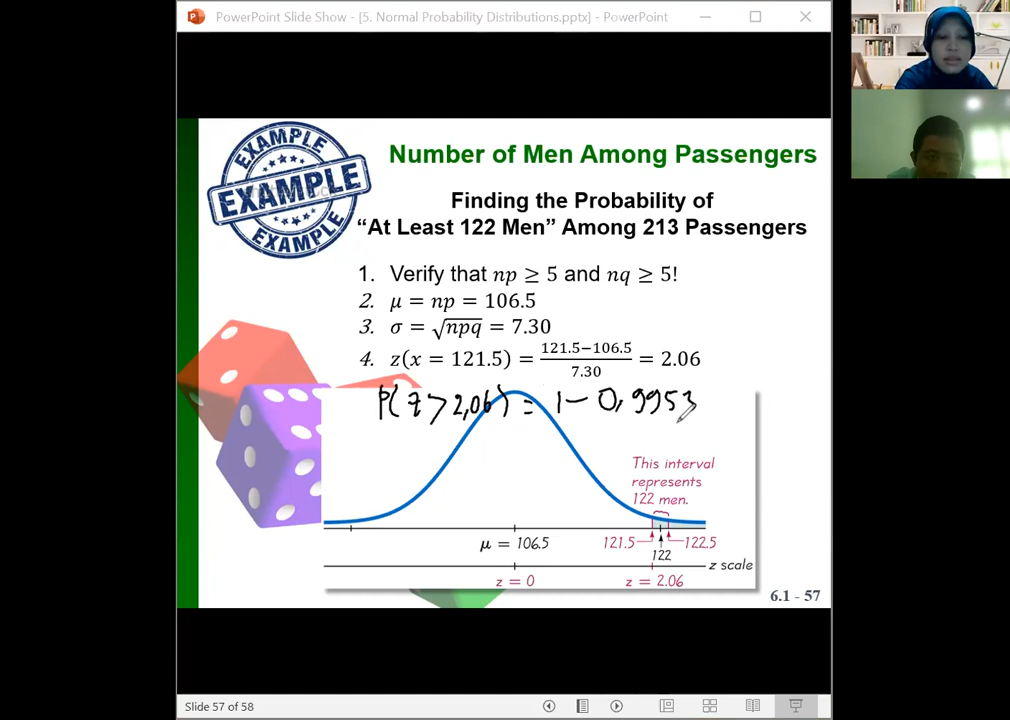 PowerPoint Slide Show - [5. Normal Probability Distributions.pptx] - PowerPoint
EXAMPLE
EXAMPLE
EXAMPLE
Number of Men Among Passengers
Finding the Probability of
“At Least 122 Men” Among 213 Passengers
1. Verify that np ≥ 5 and nq ≥ 5!
2. μ = np = 106.5
3. σ = √npq = 7.30
4. z(x = 121.5) = (121.5−106.5)/7.30 = 2.06
P(z > 2,06) = 1 − 0,9953
This interval
represents
122 men.
μ = 106.5
121.5
122.5
122
z scale
z = 0
z = 2.06
6.1 - 57
Slide 57 of 58